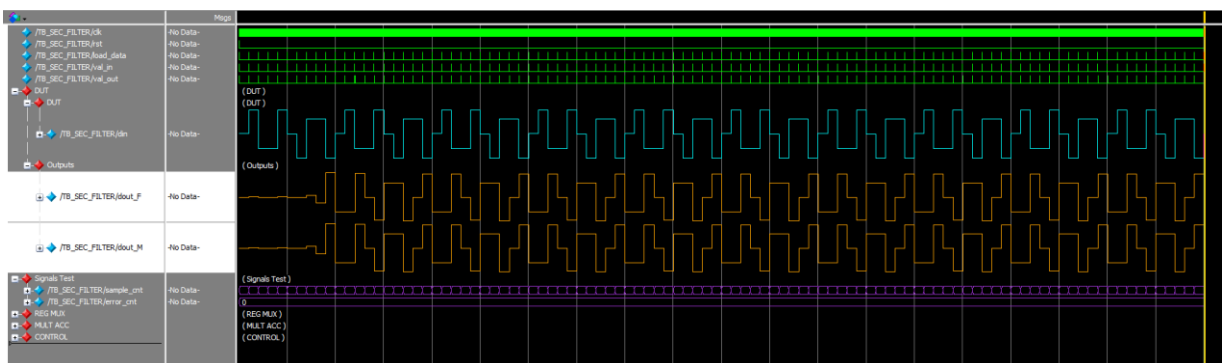 Msgs
/TB_SEC_FILTER/clk -No Data-
/TB_SEC_FILTER/rst -No Data-
/TB_SEC_FILTER/load_data -No Data-
/TB_SEC_FILTER/val_in -No Data-
/TB_SEC_FILTER/val_out -No Data-
DUT (DUT)
DUT (DUT)
/TB_SEC_FILTER/din -No Data-
Outputs (Outputs)
/TB_SEC_FILTER/dout_F -No Data-
/TB_SEC_FILTER/dout_M -No Data-
Signals Test (Signals Test)
/TB_SEC_FILTER/sample_cnt -No Data-
/TB_SEC_FILTER/error_cnt -No Data- 0
REG MUX (REG MUX)
MULT ACC (MULT ACC)
CONTROL (CONTROL)